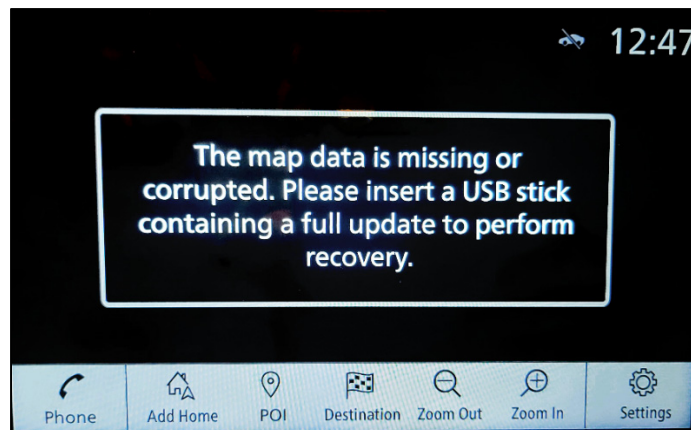 12:47
The map data is missing or
corrupted. Please insert a USB stick
containing a full update to perform
recovery.
Phone
Add Home
POI
Destination
Zoom Out
Zoom In
Settings